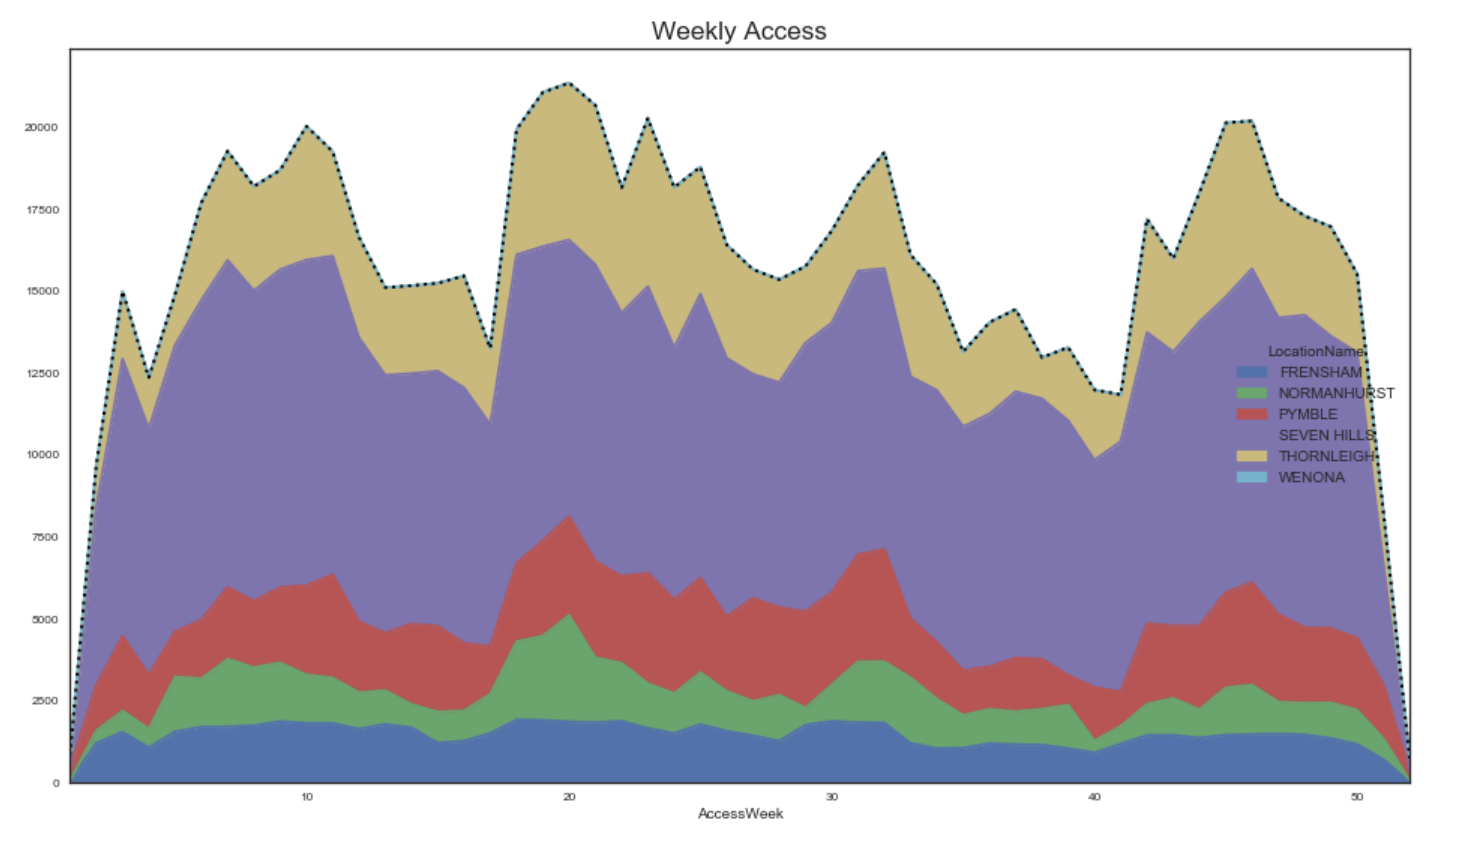 Weekly Access
20000
17500
15000
12500
10000
7500
5000
2500
0
LocationName
FRENSHAM
NORMANHURST
PYMBLE
SEVEN HILLS
THORNLEIGH
WENONA
10 20 30 40 50
AccessWeek